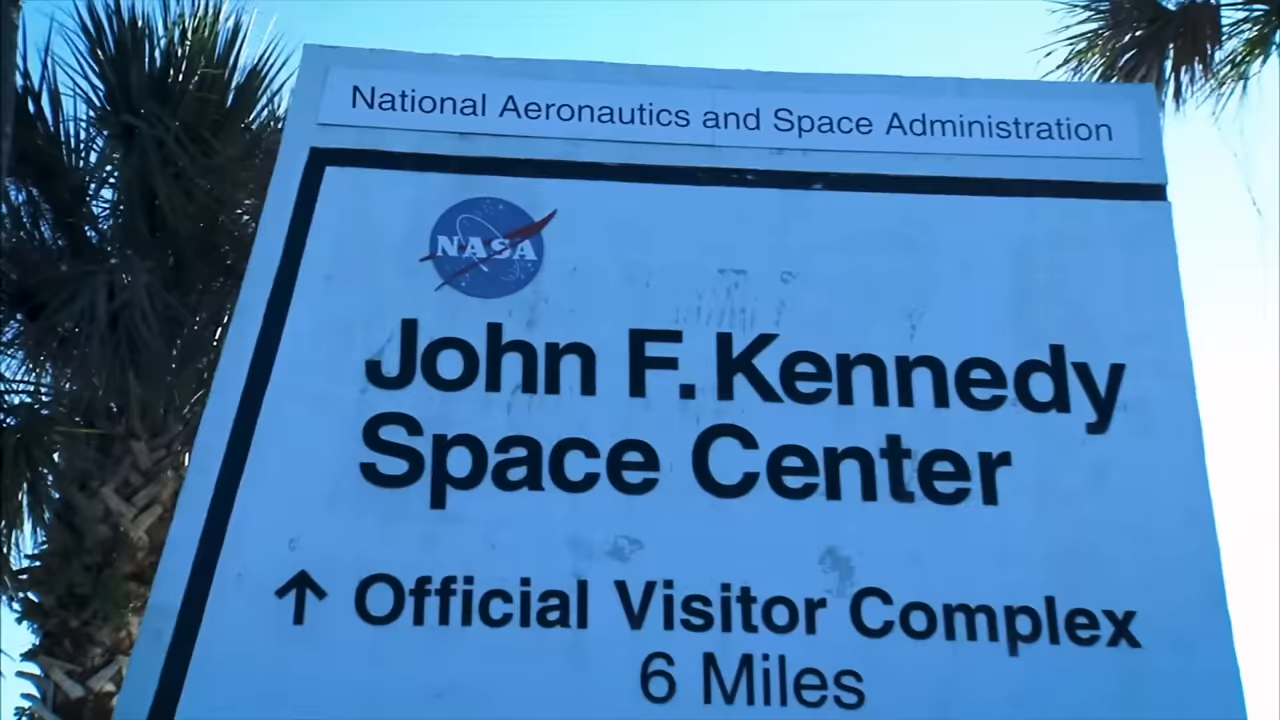 National Aeronautics and Space Administration
NASA
John F. Kennedy
Space Center
↑ Official Visitor Complex
6 Miles